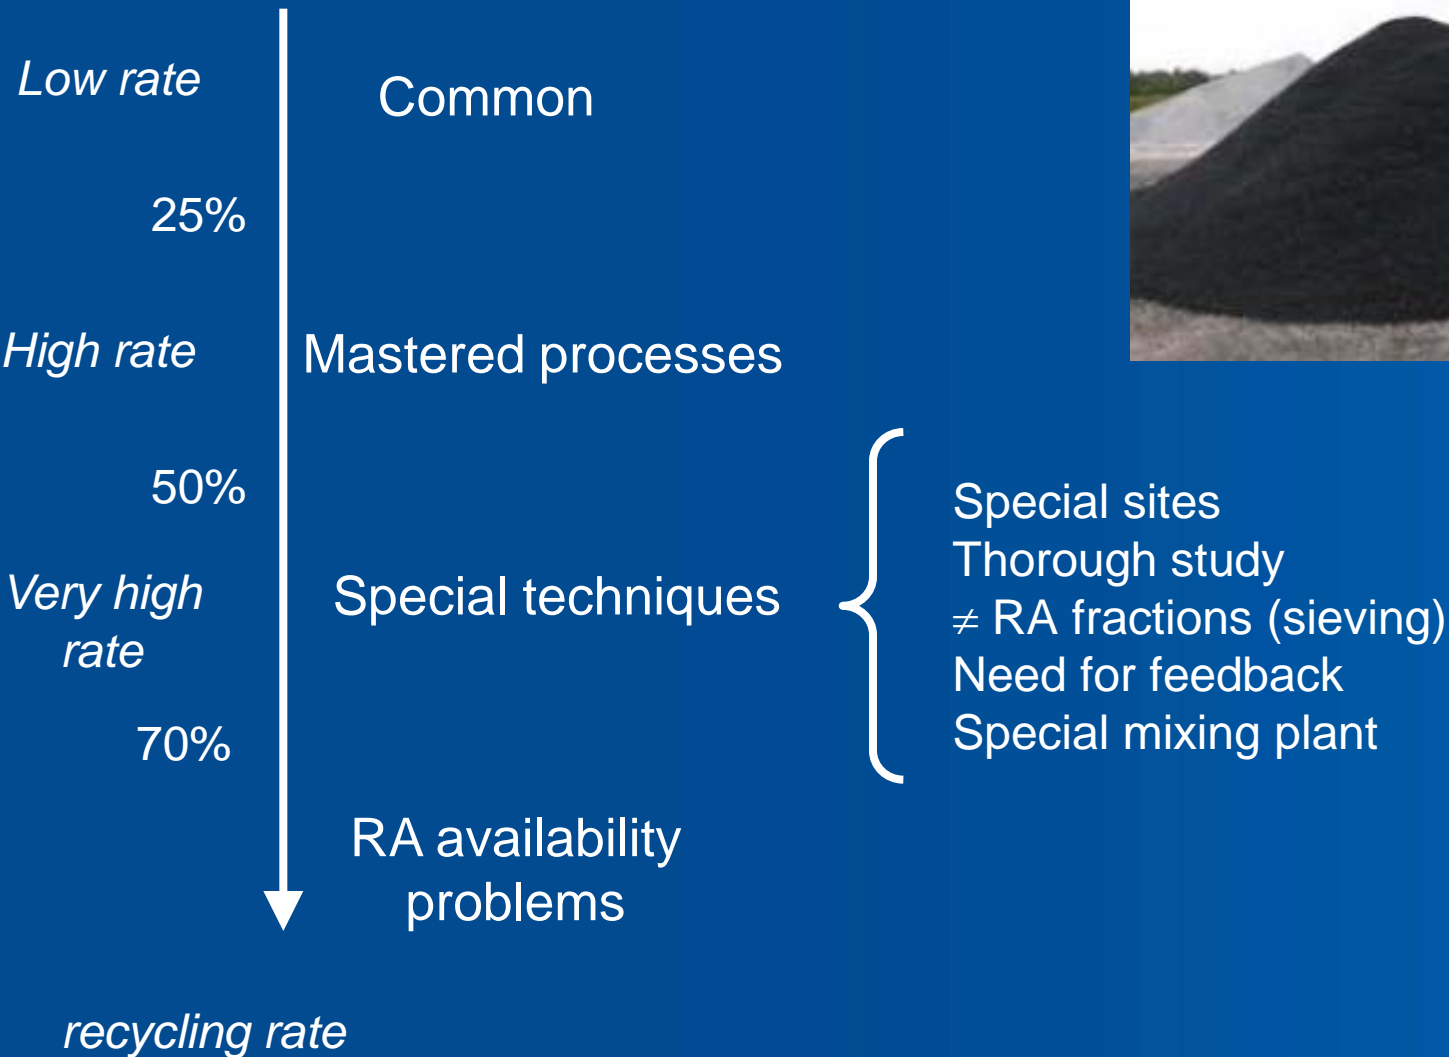 Low rate
Common
25%
High rate
Mastered processes
50%
Very high
rate
Special techniques
Special sites
Thorough study
≠ RA fractions (sieving)
Need for feedback
Special mixing plant
70%
RA availability
problems
recycling rate